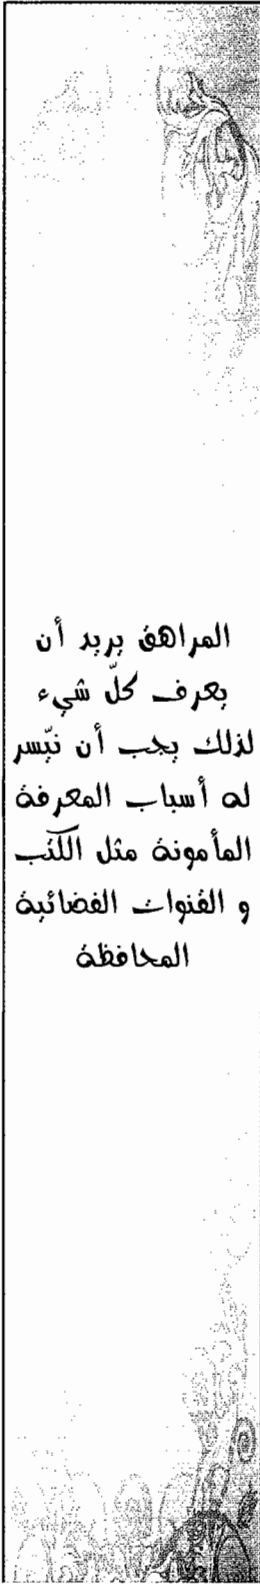 المراهق يريد أن
يعرف كلّ شيء
لذلك يجب أن نيّسر
له أسباب المعرفة
المأمونة مثل الكتب
و القنوات الفضائية
المحافظة